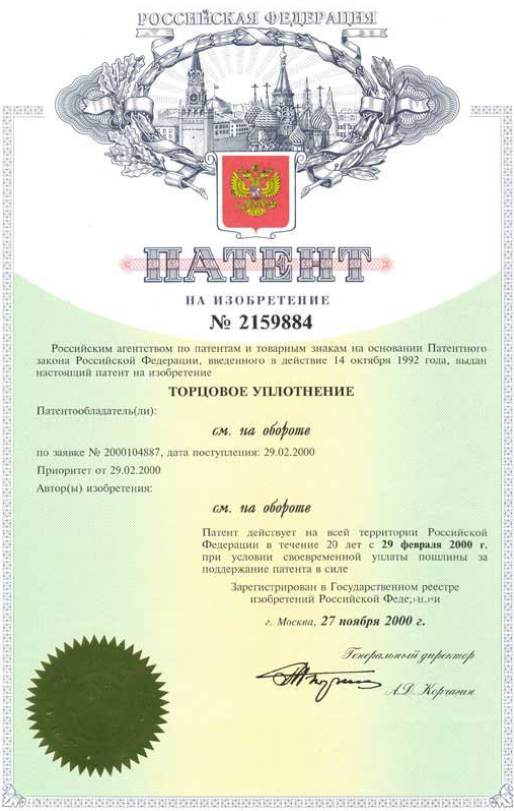 РОССИЙСКАЯ ФЕДЕРАЦИЯ
ПАТЕНТ
НА ИЗОБРЕТЕНИЕ
№ 2159884
Российским агентством по патентам и товарным знакам на основании Патентного
закона Российской Федерации, введенного в действие 14 октября 1992 года, выдан
настоящий патент на изобретение
ТОРЦОВОЕ УПЛОТНЕНИЕ
Патентообладатель(ли):
см. на обороте
по заявке № 2000104887, дата поступления: 29.02.2000
Приоритет от 29.02.2000
Автор(ы) изобретения:
см. на обороте
Патент действует на всей территории Российской
Федерации в течение 20 лет с 29 февраля 2000 г.
при условии своевременной уплаты пошлины за
поддержание патента в силе
Зарегистрирован в Государственном реестре
изобретений Российской Федерации
г. Москва, 27 ноября 2000 г.
Генеральный директор
А.Д. Корчагин